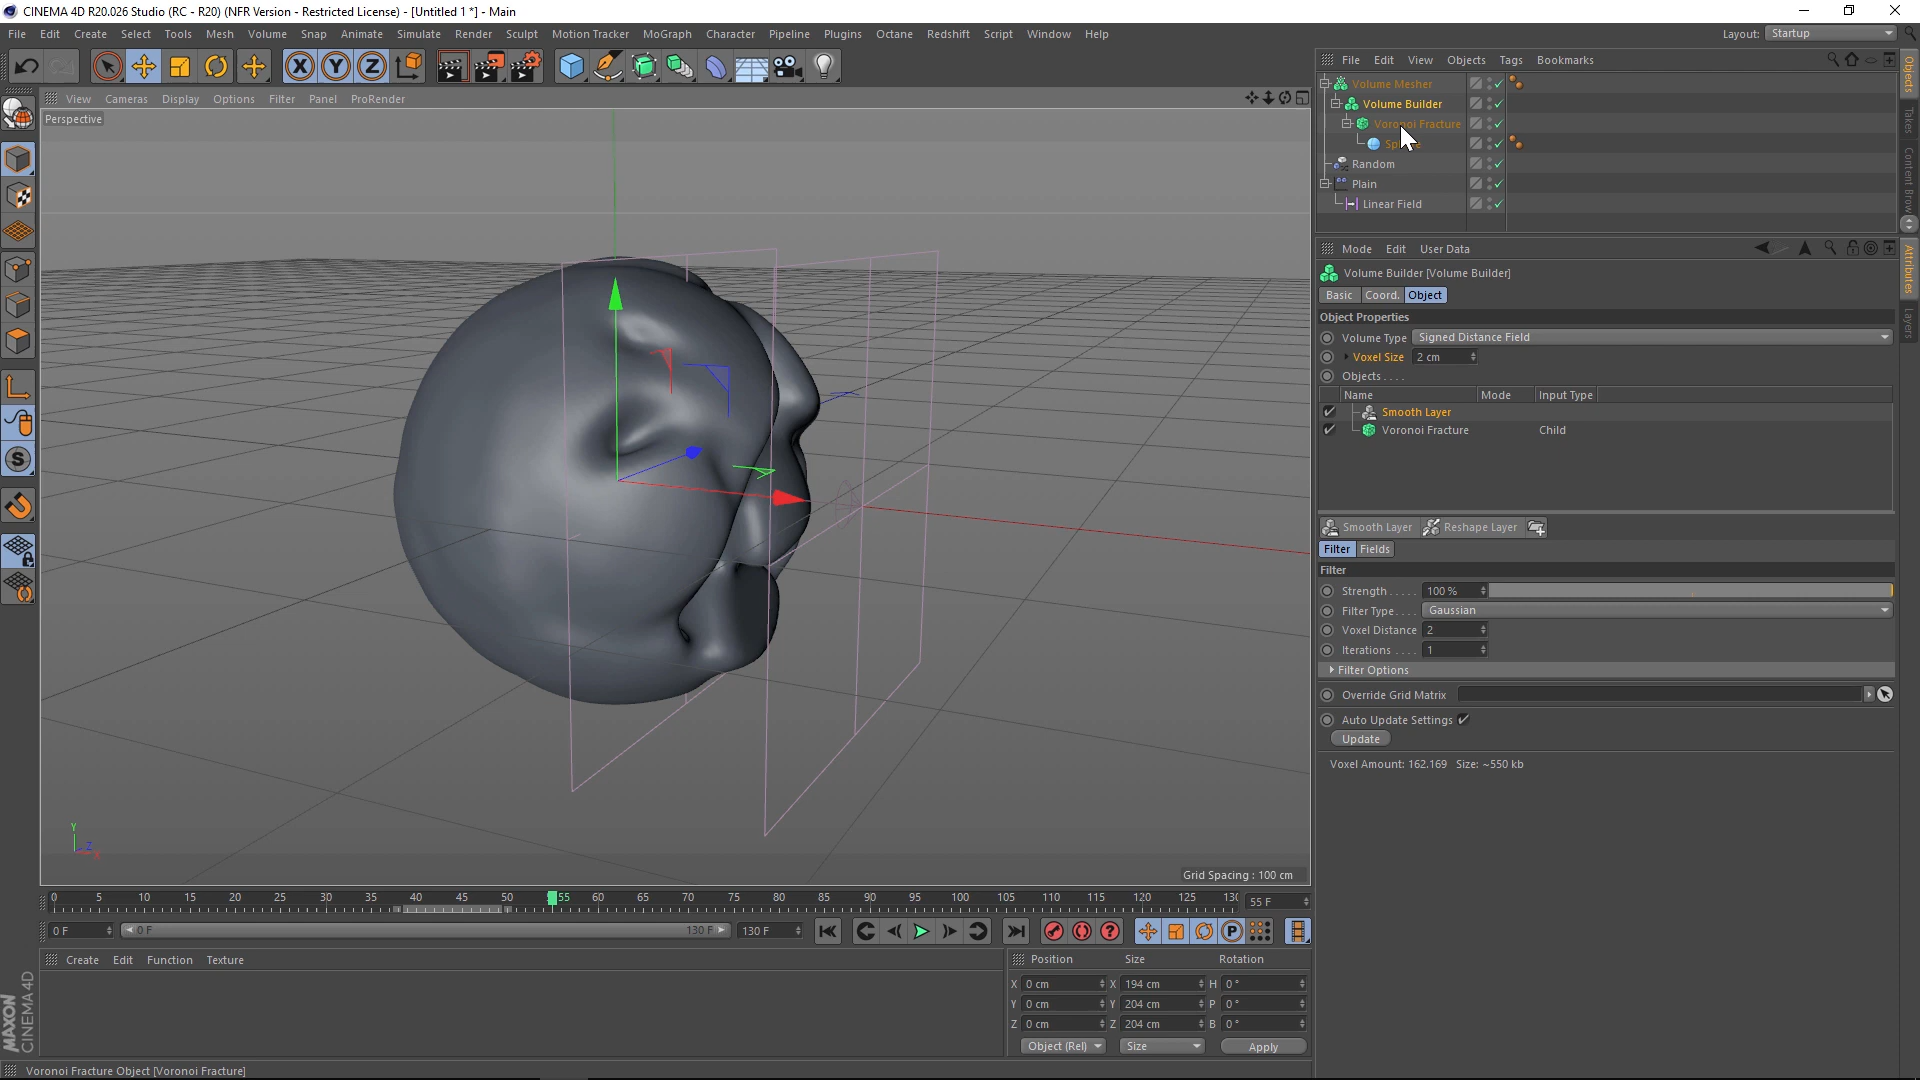 CINEMA 4D R20.026 Studio (RC - R20) (NFR Version - Restricted License) - [Untitled 1 *] - Main
File Edit Create Select Tools Mesh Volume Snap Animate Simulate Render Sculpt Motion Tracker MoGraph Character Pipeline Plugins Octane Redshift Script Window Help
Layout: Startup
X Y Z
File Edit View Objects Tags Bookmarks
View Cameras Display Options Filter Panel ProRender
Perspective
Volume Mesher
Volume Builder
Voronoi Fracture
Random
Plain
Linear Field
Objects
Takes
Content Brow
Attributes
Layers
Mode Edit User Data
Volume Builder [Volume Builder]
Basic Coord. Object
Object Properties
Volume Type Signed Distance Field
Voxel Size 2 cm
Objects . . . .
Name Mode Input Type
Smooth Layer
Voronoi Fracture Child
Smooth Layer Reshape Layer
Filter Fields
Filter
Strength . . . . . 100 %
Filter Type . . . . Gaussian
Voxel Distance 2
Iterations . . . . 1
Filter Options
Override Grid Matrix
Auto Update Settings
Update
Voxel Amount: 162.169 Size: ~550 kb
Y
Z
X
Grid Spacing : 100 cm
0 5 10 15 20 25 30 35 40 45 50 55 60 65 70 75 80 85 90 95 100 105 110 115 120 125 130
55 F
0 F 0 F 130 F 130 F
P
Create Edit Function Texture
Position Size Rotation
X 0 cm X 194 cm H 0 °
Y 0 cm Y 204 cm P 0 °
Z 0 cm Z 204 cm B 0 °
Object (Rel) Size Apply
MAXON
CINEMA 4D
Voronoi Fracture Object [Voronoi Fracture]